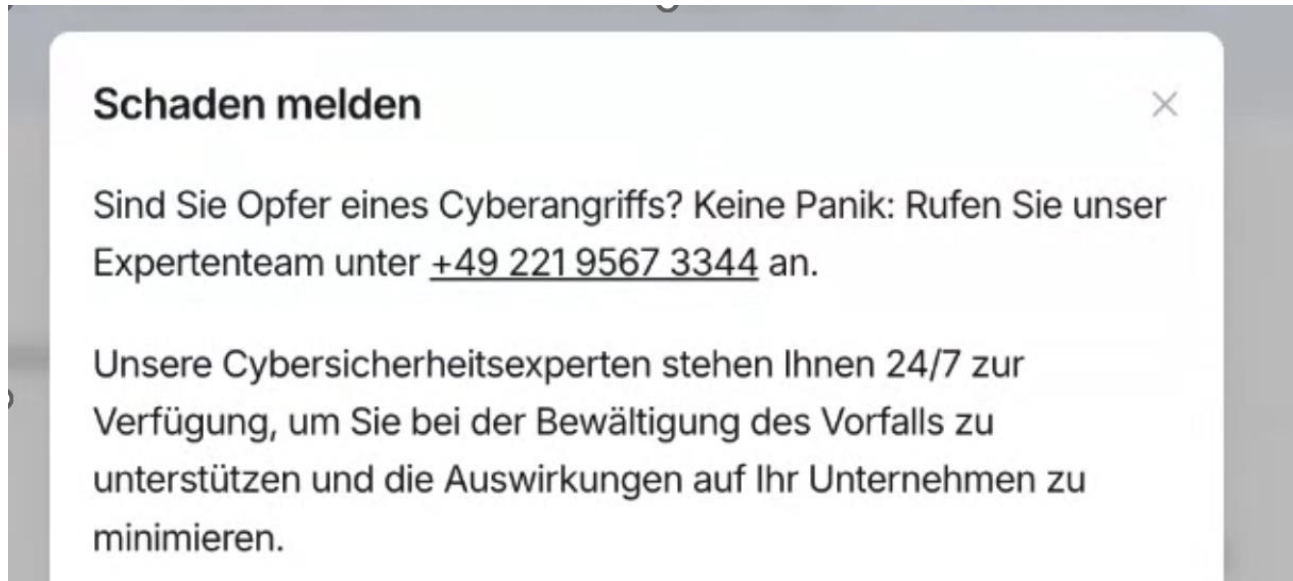 Schaden melden
Sind Sie Opfer eines Cyberangriffs? Keine Panik: Rufen Sie unser
Expertenteam unter +49 221 9567 3344 an.
Unsere Cybersicherheitsexperten stehen Ihnen 24/7 zur
Verfügung, um Sie bei der Bewältigung des Vorfalls zu
unterstützen und die Auswirkungen auf Ihr Unternehmen zu
minimieren.